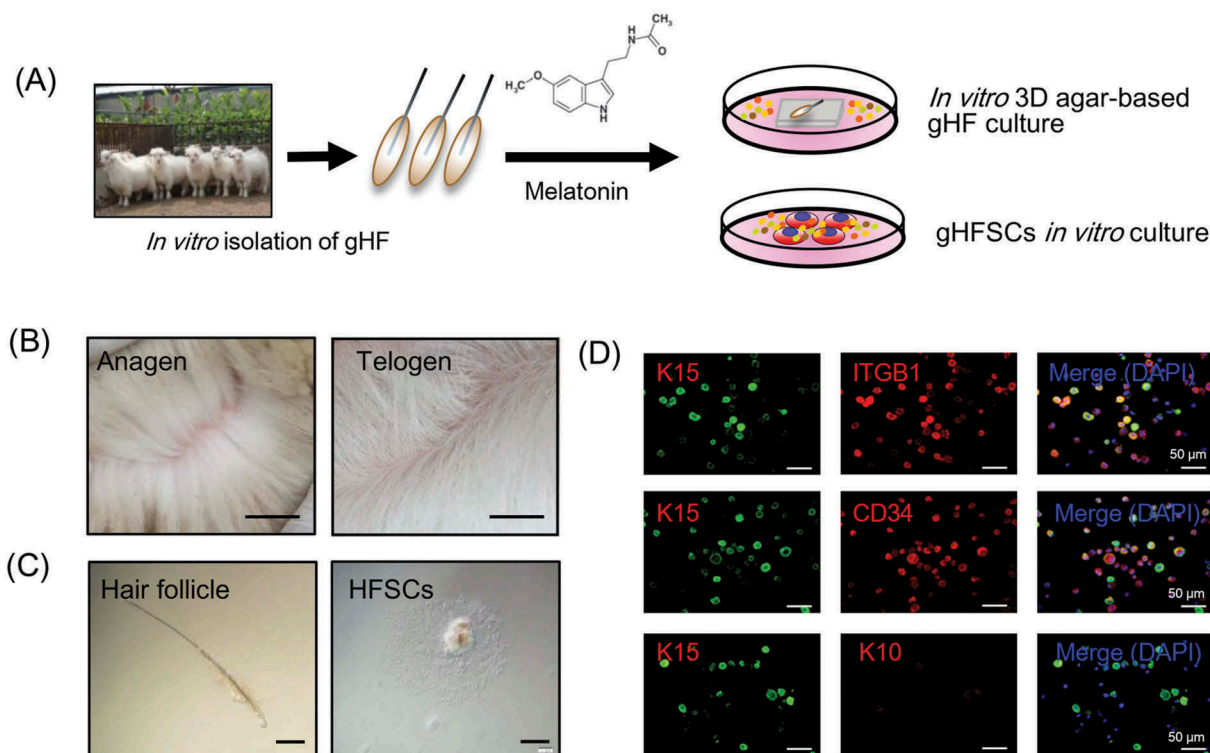 (A)
CH₃
H
N
O
O
H₃C
N
H
Melatonin
In vitro isolation of gHF
In vitro 3D agar-based
gHF culture
gHFSCs in vitro culture
(B)
Anagen
Telogen
(C)
Hair follicle
HFSCs
(D)
K15
ITGB1
Merge (DAPI)
50 μm
K15
CD34
Merge (DAPI)
50 μm
K15
K10
Merge (DAPI)
50 μm